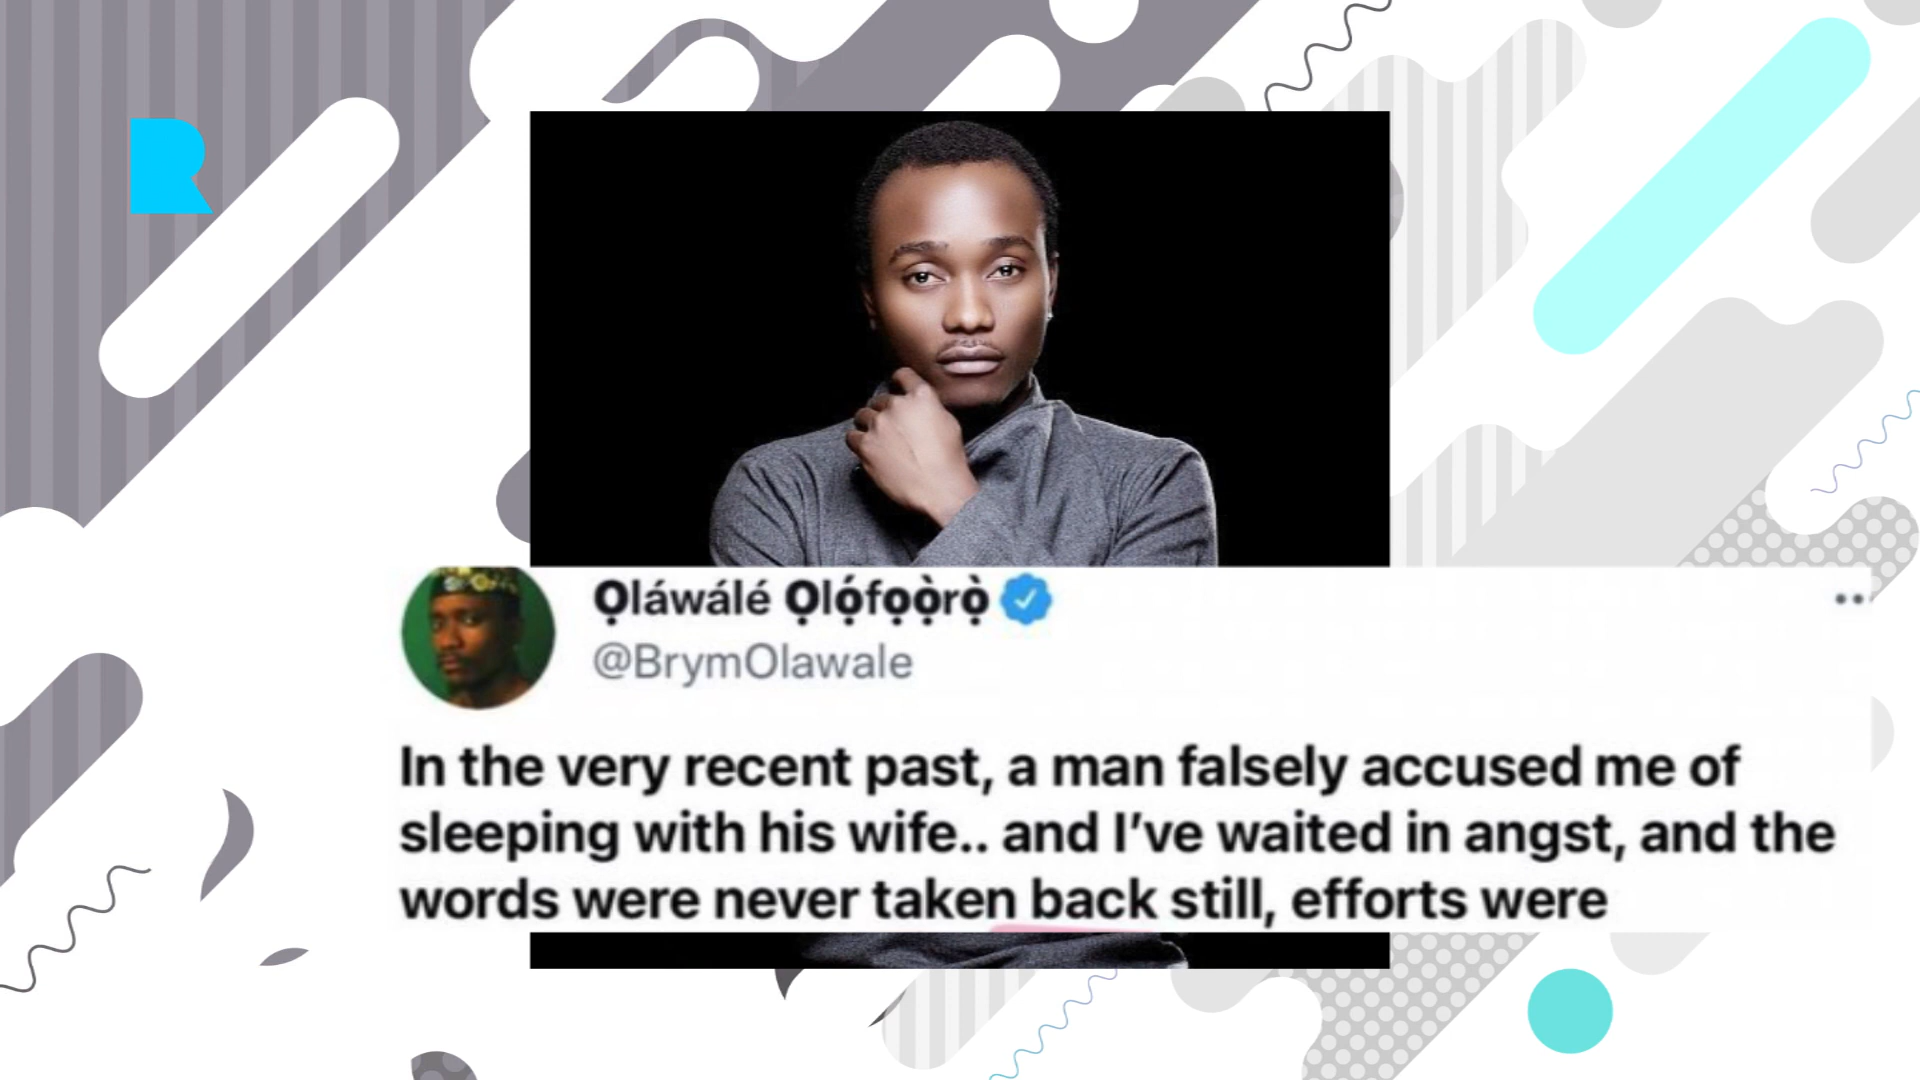 R
Ọláwálé Ọlọ́fọọ̀rọ̀
@BrymOlawale
In the very recent past, a man falsely accused me of
sleeping with his wife.. and I’ve waited in angst, and the
words were never taken back still, efforts were